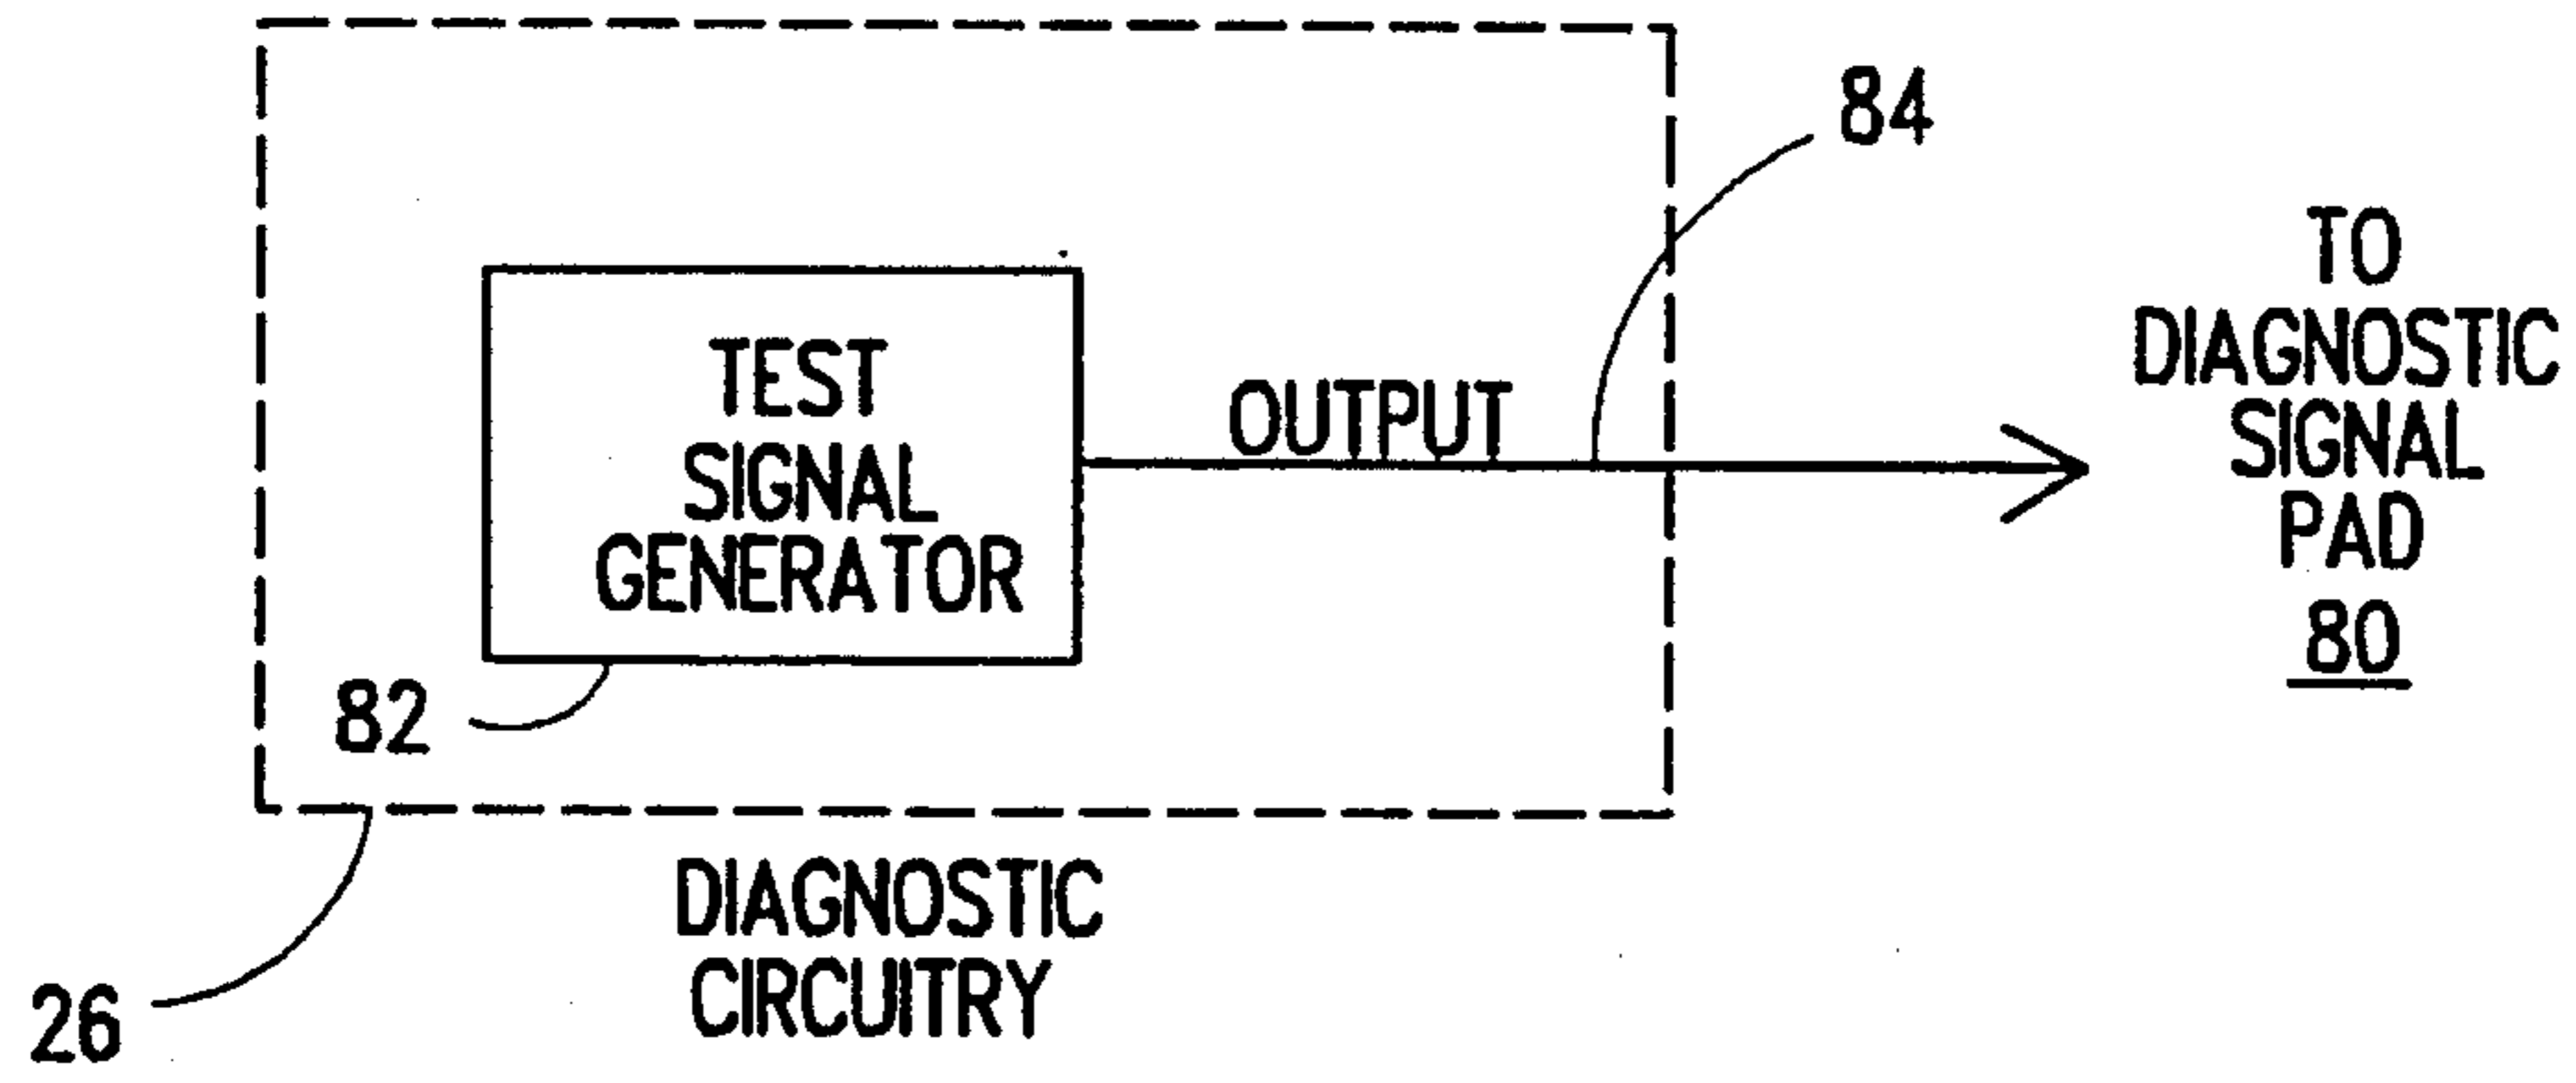 84
TO
DIAGNOSTIC
SIGNAL
PAD
80
TEST
SIGNAL
GENERATOR
OUTPUT
82
DIAGNOSTIC
CIRCUITRY
26